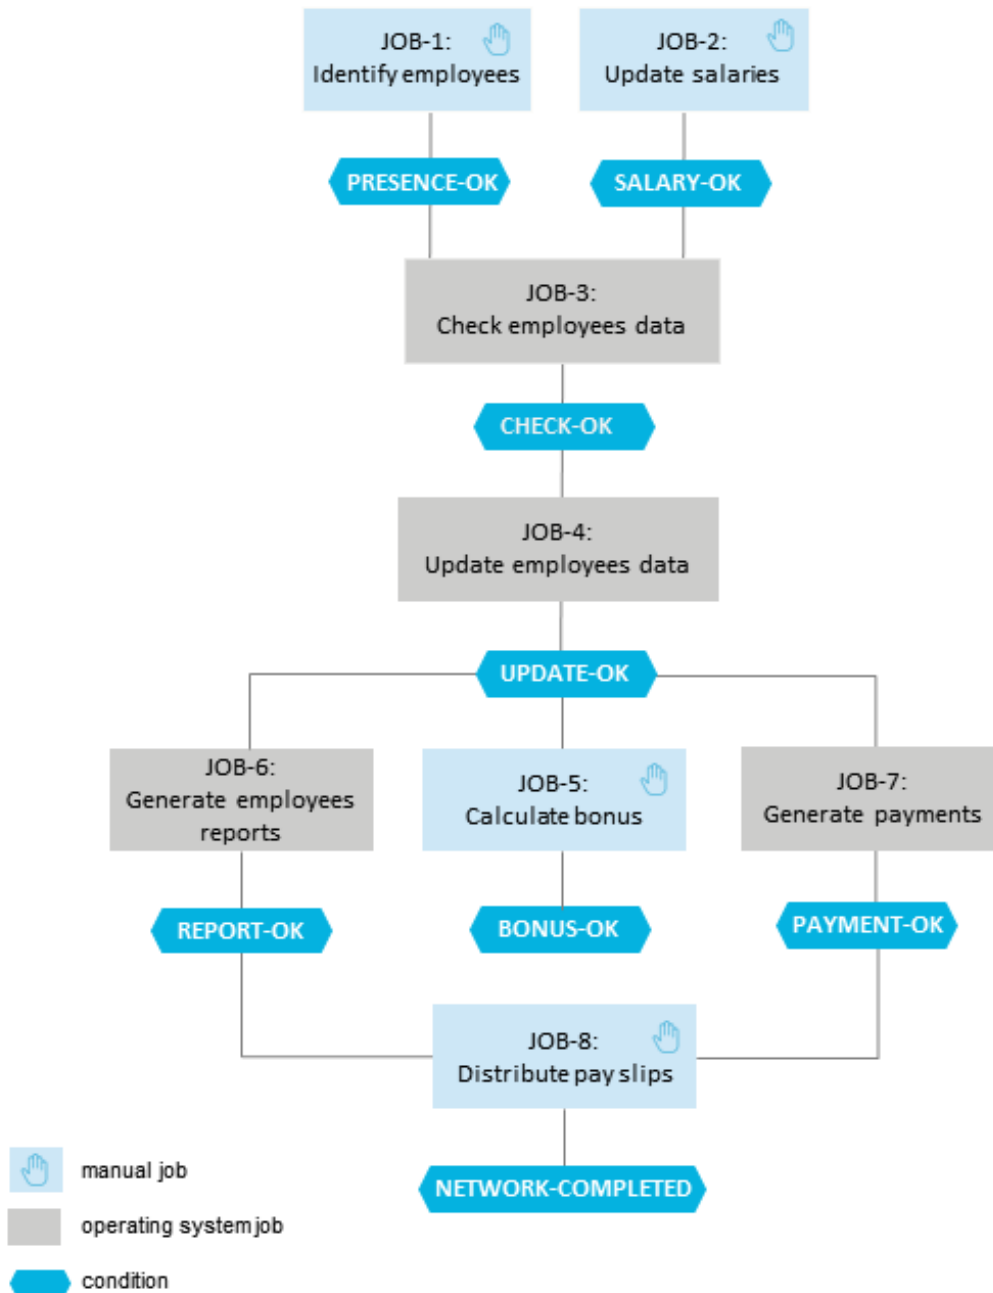 JOB-1:
Identify employees
JOB-2:
Update salaries
PRESENCE-OK
SALARY-OK
JOB-3:
Check employees data
CHECK-OK
JOB-4:
Update employees data
UPDATE-OK
JOB-6:
Generate employees
reports
JOB-5:
Calculate bonus
JOB-7:
Generate payments
REPORT-OK
BONUS-OK
PAYMENT-OK
JOB-8:
Distribute pay slips
NETWORK-COMPLETED
manual job
operating system job
condition